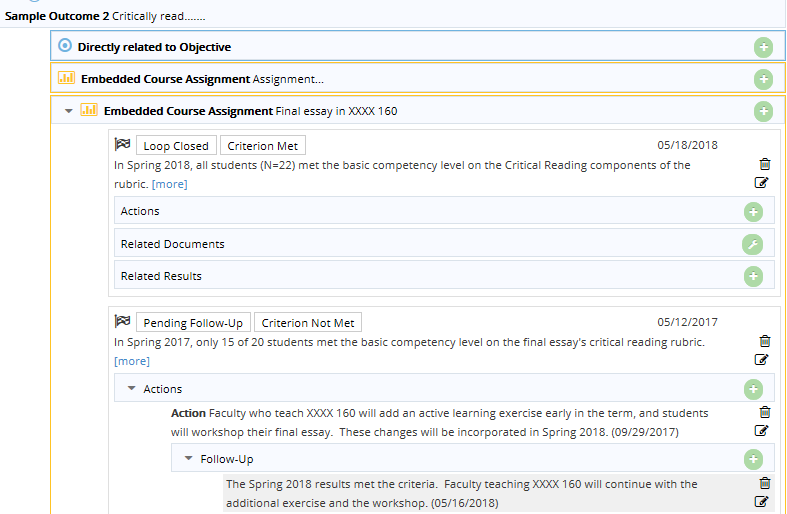 Sample Outcome 2 Critically read.......
Directly related to Objective
Embedded Course Assignment Assignment...
Embedded Course Assignment Final essay in XXXX 160
Loop Closed Criterion Met 05/18/2018
In Spring 2018, all students (N=22) met the basic competency level on the Critical Reading components of the
rubric. [more]
Actions
Related Documents
Related Results
Pending Follow-Up Criterion Not Met 05/12/2017
In Spring 2017, only 15 of 20 students met the basic competency level on the final essay's critical reading rubric.
[more]
Actions
Action Faculty who teach XXXX 160 will add an active learning exercise early in the term, and students
will workshop their final essay.  These changes will be incorporated in Spring 2018. (09/29/2017)
Follow-Up
The Spring 2018 results met the criteria.  Faculty teaching XXXX 160 will continue with the
additional exercise and the workshop. (05/16/2018)